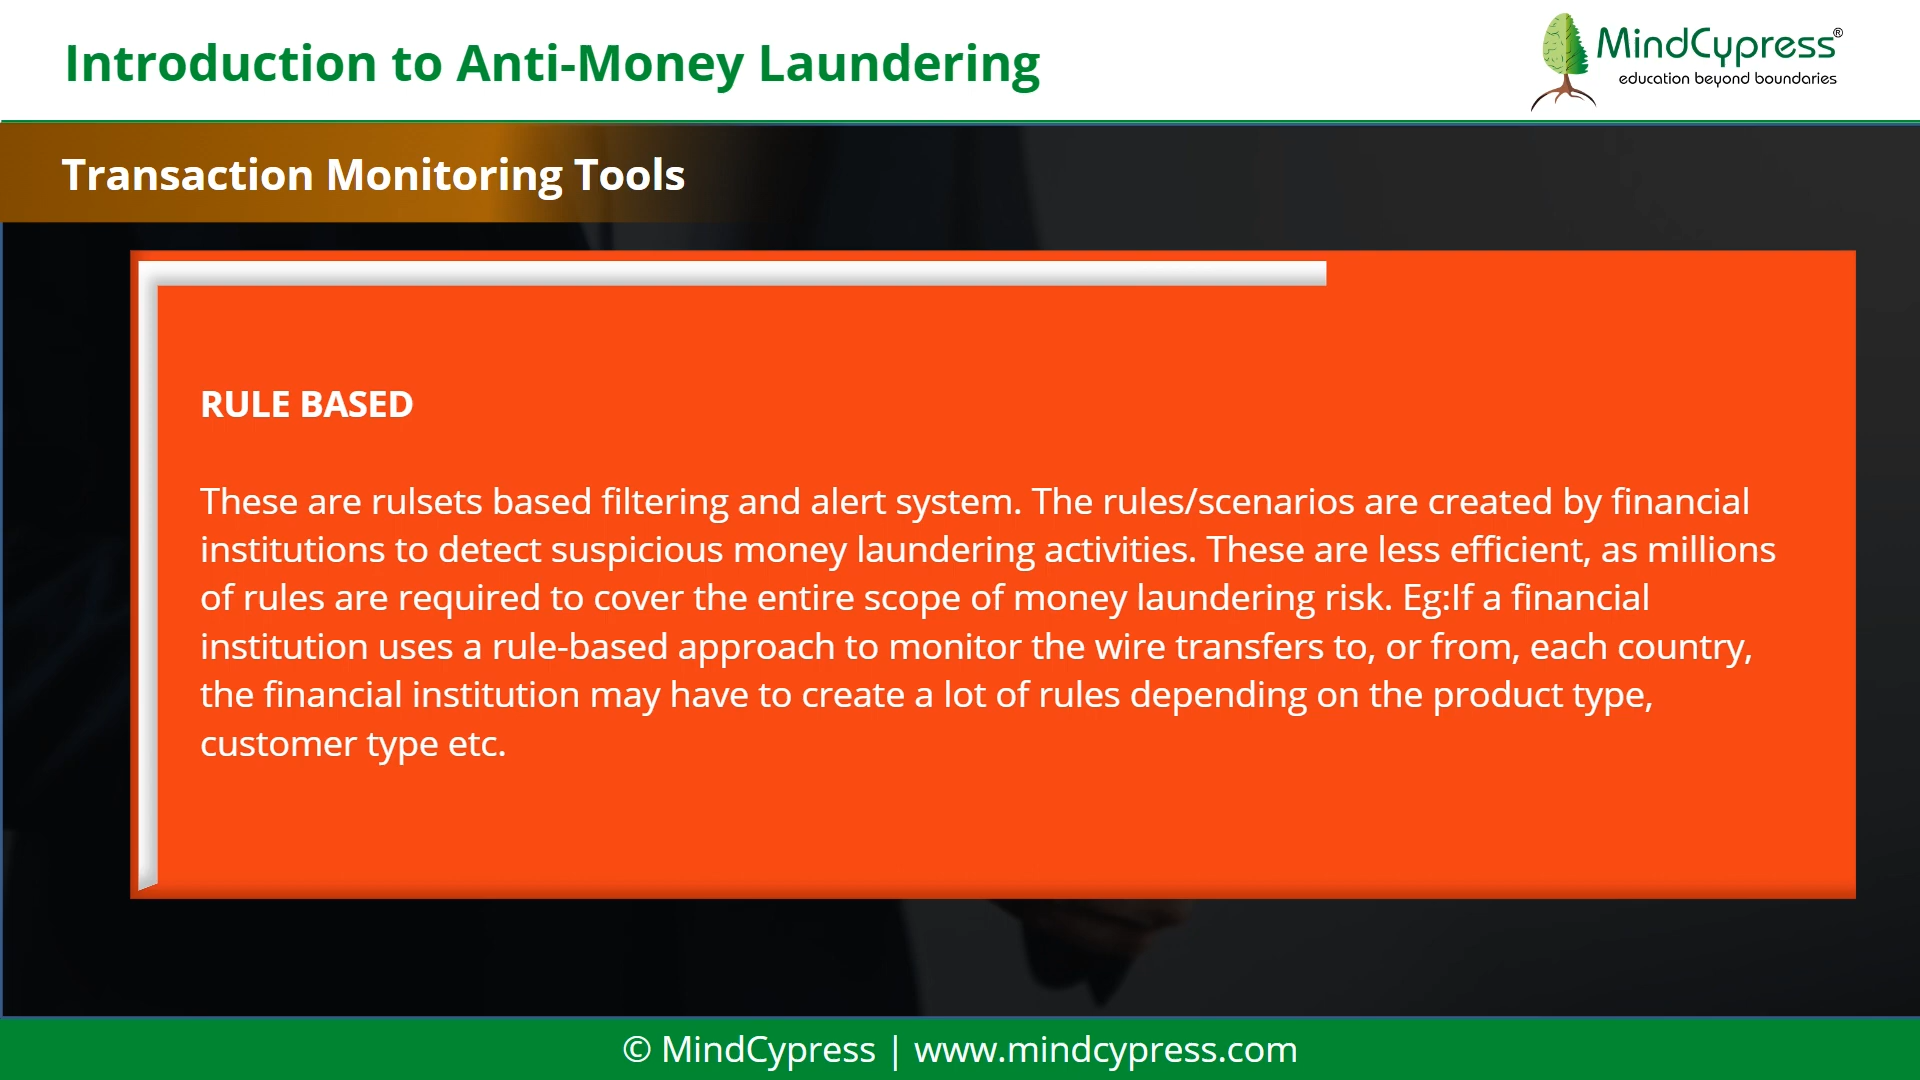 Introduction to Anti-Money Laundering
MindCypress®
education beyond boundaries
Transaction Monitoring Tools
RULE BASED
These are rulsets based filtering and alert system. The rules/scenarios are created by financial
institutions to detect suspicious money laundering activities. These are less efficient, as millions
of rules are required to cover the entire scope of money laundering risk. Eg:If a financial
institution uses a rule-based approach to monitor the wire transfers to, or from, each country,
the financial institution may have to create a lot of rules depending on the product type,
customer type etc.
© MindCypress | www.mindcypress.com